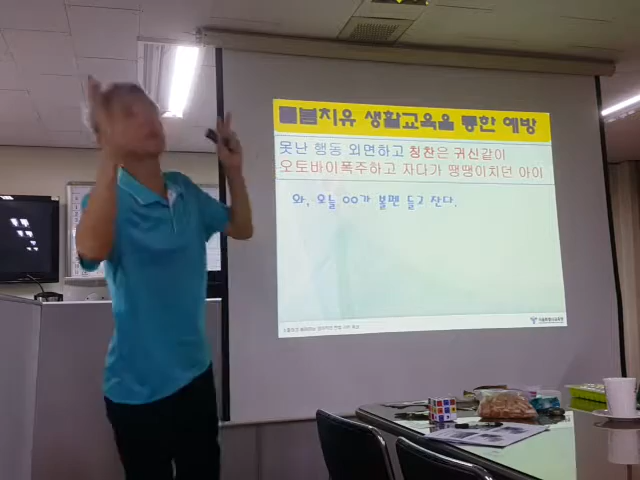 치유 생활교육을 통한 예방
못난 행동 외면하고 칭찬은 귀신같이
오토바이폭주하고 자다가 땡땡이치던 아이
와, 오늘 00가 볼펜 들고 잔다.